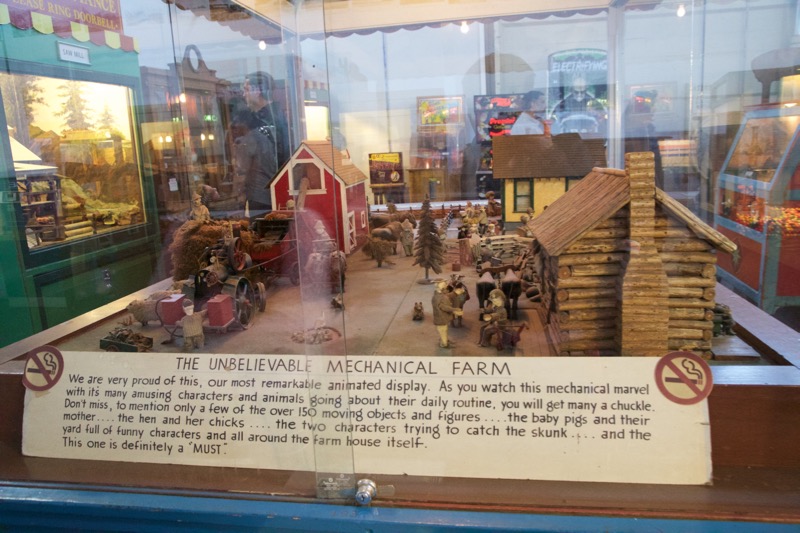 EASE RING DOORBELL
SAW MILL
THE UNBELIEVABLE MECHANICAL FARM
We are very proud of this, our most remarkable animated display. As you watch this mechanical marvel
with it's many amusing characters and animals going about their daily routine, you will get many a chuckle.
Don't miss, to mention only a few of the over 150 moving objects and figures ....the baby pigs and their
mother.... the hen and her chicks ..... the two characters trying to catch the skunk.... and the
yard full of funny characters and all around the farm house itself.
This one is definitely a "MUST".